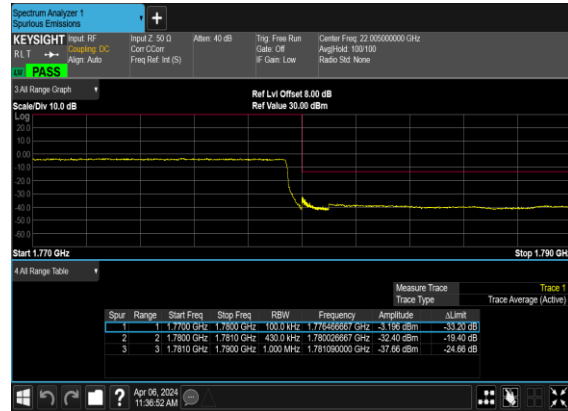 Spectrum Analyzer 1
Spurious Emissions
+
KEYSIGHT Input: RF Input Z: 50 Ω Atten: 40 dB Trig: Free Run Center Freq: 22.005000000 GHz
RLT Coupling: DC Corr CCorr Gate: Off Avg|Hold: 100/100
Align: Auto Freq Ref: Int (S) IF Gain: Low Radio Std: None
PASS
3 All Range Graph Ref Lvl Offset 8.00 dB
Scale/Div 10.0 dB Ref Value 30.00 dBm
Log
20.0
10.0
0.00
-10.0
-20.0
-30.0
-40.0
-50.0
-60.0
Start 1.770 GHz Stop 1.790 GHz
4 All Range Table
Measure Trace Trace 1
Trace Type Trace Average (Active)
Spur Range Start Freq Stop Freq RBW Frequency Amplitude ΔLimit
1 1 1.7700 GHz 1.7800 GHz 100.0 kHz 1.776466667 GHz -3.196 dBm -33.20 dB
2 2 1.7800 GHz 1.7810 GHz 430.0 kHz 1.780026667 GHz -32.40 dBm -19.40 dB
3 3 1.7810 GHz 1.7900 GHz 1.000 MHz 1.781090000 GHz -37.66 dBm -24.66 dB
? Apr 06, 2024
11:36:52 AM